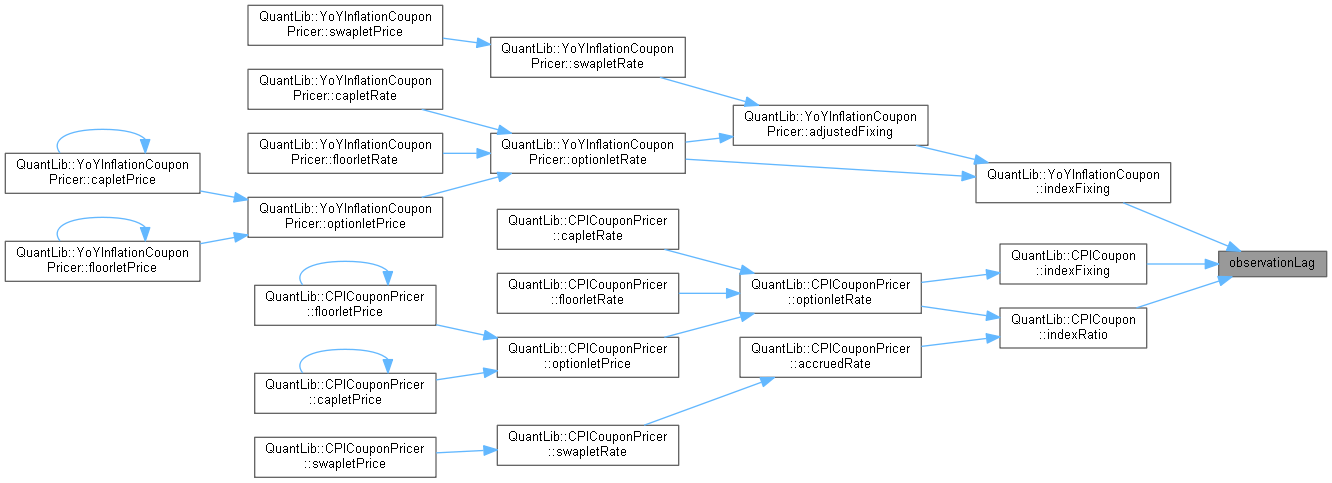 QuantLib::YoYInflationCoupon
Pricer::swapletPrice
QuantLib::YoYInflationCoupon
Pricer::swapletRate
QuantLib::YoYInflationCoupon
Pricer::capletRate
QuantLib::YoYInflationCoupon
Pricer::adjustedFixing
QuantLib::YoYInflationCoupon
Pricer::floorletRate
QuantLib::YoYInflationCoupon
Pricer::optionletRate
QuantLib::YoYInflationCoupon
Pricer::capletPrice
QuantLib::YoYInflationCoupon
::indexFixing
QuantLib::YoYInflationCoupon
Pricer::optionletPrice
QuantLib::CPICouponPricer
::capletRate
QuantLib::YoYInflationCoupon
Pricer::floorletPrice
QuantLib::CPICoupon
::indexFixing
observationLag
QuantLib::CPICouponPricer
::floorletPrice
QuantLib::CPICouponPricer
::floorletRate
QuantLib::CPICouponPricer
::optionletRate
QuantLib::CPICoupon
::indexRatio
QuantLib::CPICouponPricer
::optionletPrice
QuantLib::CPICouponPricer
::accruedRate
QuantLib::CPICouponPricer
::capletPrice
QuantLib::CPICouponPricer
::swapletPrice
QuantLib::CPICouponPricer
::swapletRate